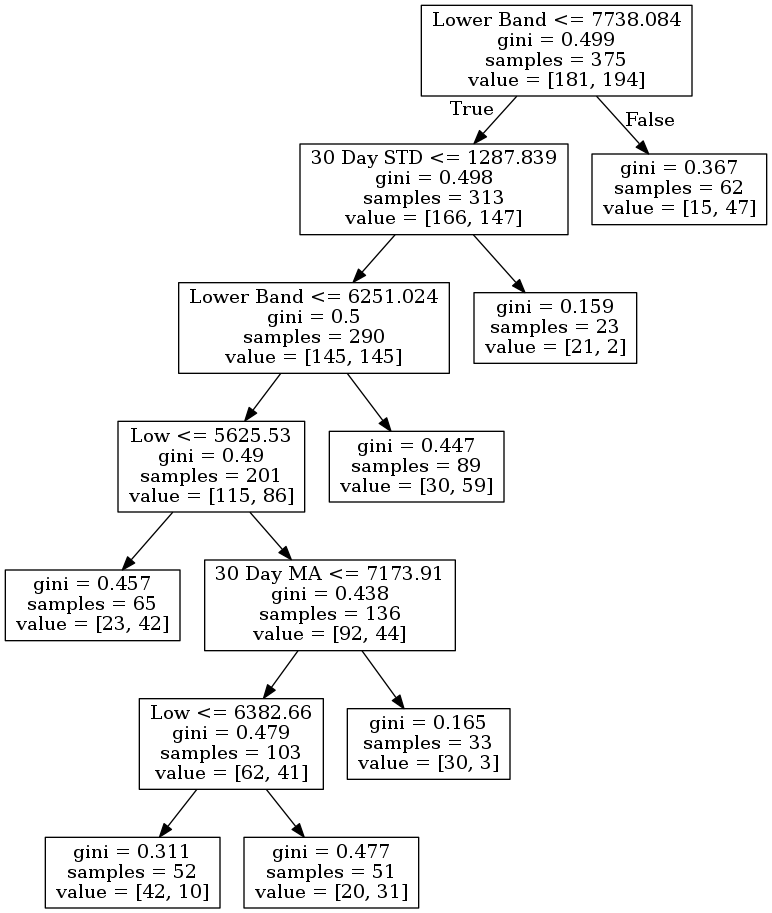 Lower Band <= 7738.084
gini = 0.499
samples = 375
value = [181, 194]
True
False
30 Day STD <= 1287.839
gini = 0.498
samples = 313
value = [166, 147]
gini = 0.367
samples = 62
value = [15, 47]
Lower Band <= 6251.024
gini = 0.5
samples = 290
value = [145, 145]
gini = 0.159
samples = 23
value = [21, 2]
Low <= 5625.53
gini = 0.49
samples = 201
value = [115, 86]
gini = 0.447
samples = 89
value = [30, 59]
gini = 0.457
samples = 65
value = [23, 42]
30 Day MA <= 7173.91
gini = 0.438
samples = 136
value = [92, 44]
Low <= 6382.66
gini = 0.479
samples = 103
value = [62, 41]
gini = 0.165
samples = 33
value = [30, 3]
gini = 0.311
samples = 52
value = [42, 10]
gini = 0.477
samples = 51
value = [20, 31]